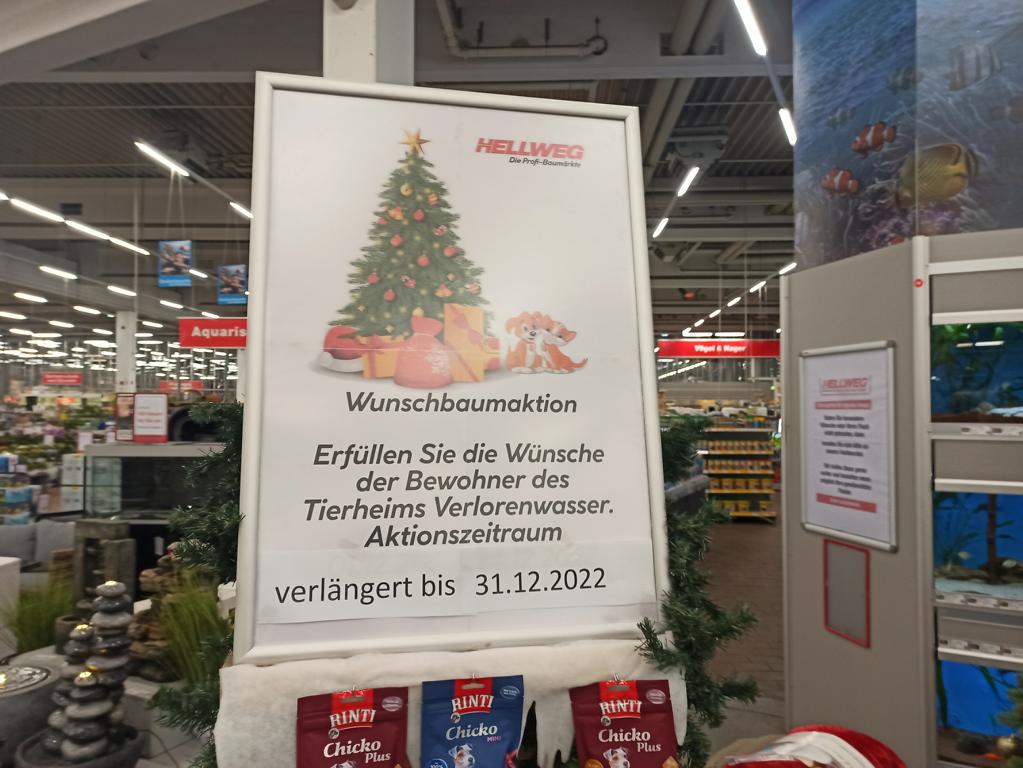 HELLWEG
Die Profi-Baumärkte
Wunschbaumaktion
Erfüllen Sie die Wünsche
der Bewohner des
Tierheims Verlorenwasser.
Aktionszeitraum
verlängert bis 31.12.2022
Aquaris
Vögel & Nager
HELLWEG
RINTI
Chicko
Plus
RINTI
Chicko
MINI
RINTI
Chicko
Plus